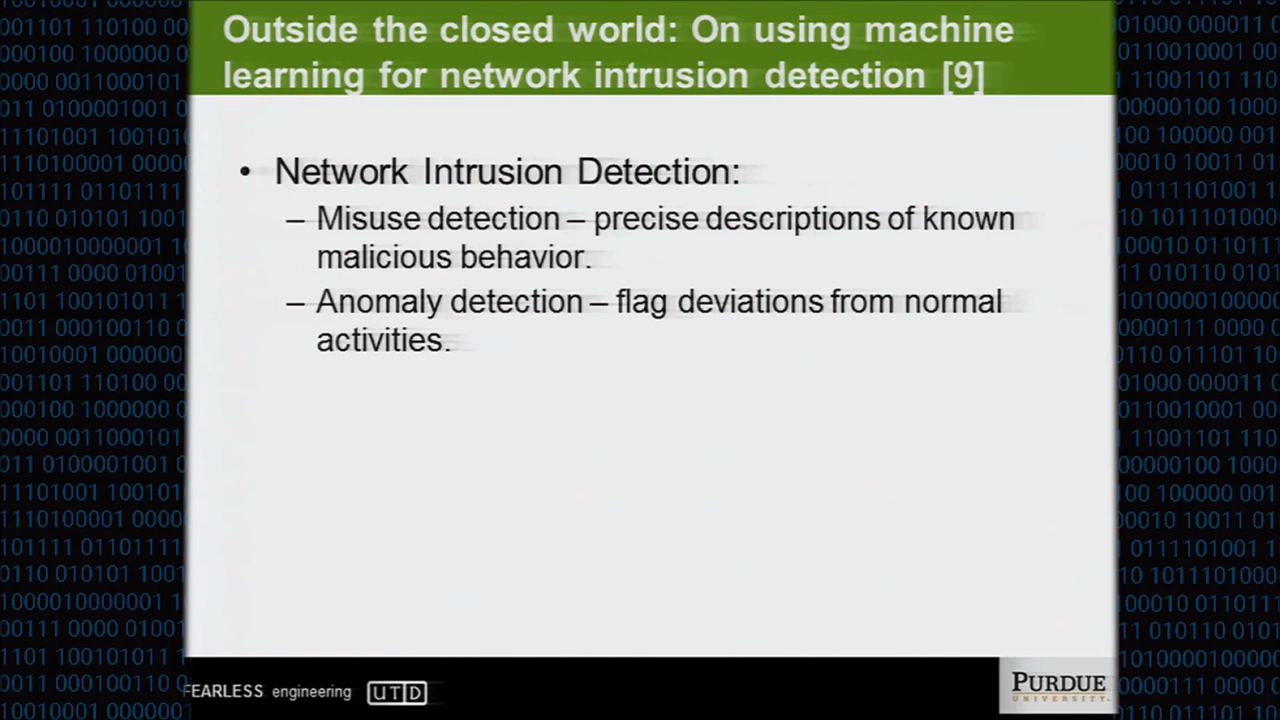 Outside the closed world: On using machine
learning for network intrusion detection [9]
• Network Intrusion Detection:
– Misuse detection – precise descriptions of known
malicious behavior.
– Anomaly detection – flag deviations from normal
activities.
FEARLESS engineering
UTD
PURDUE
UNIVERSITY